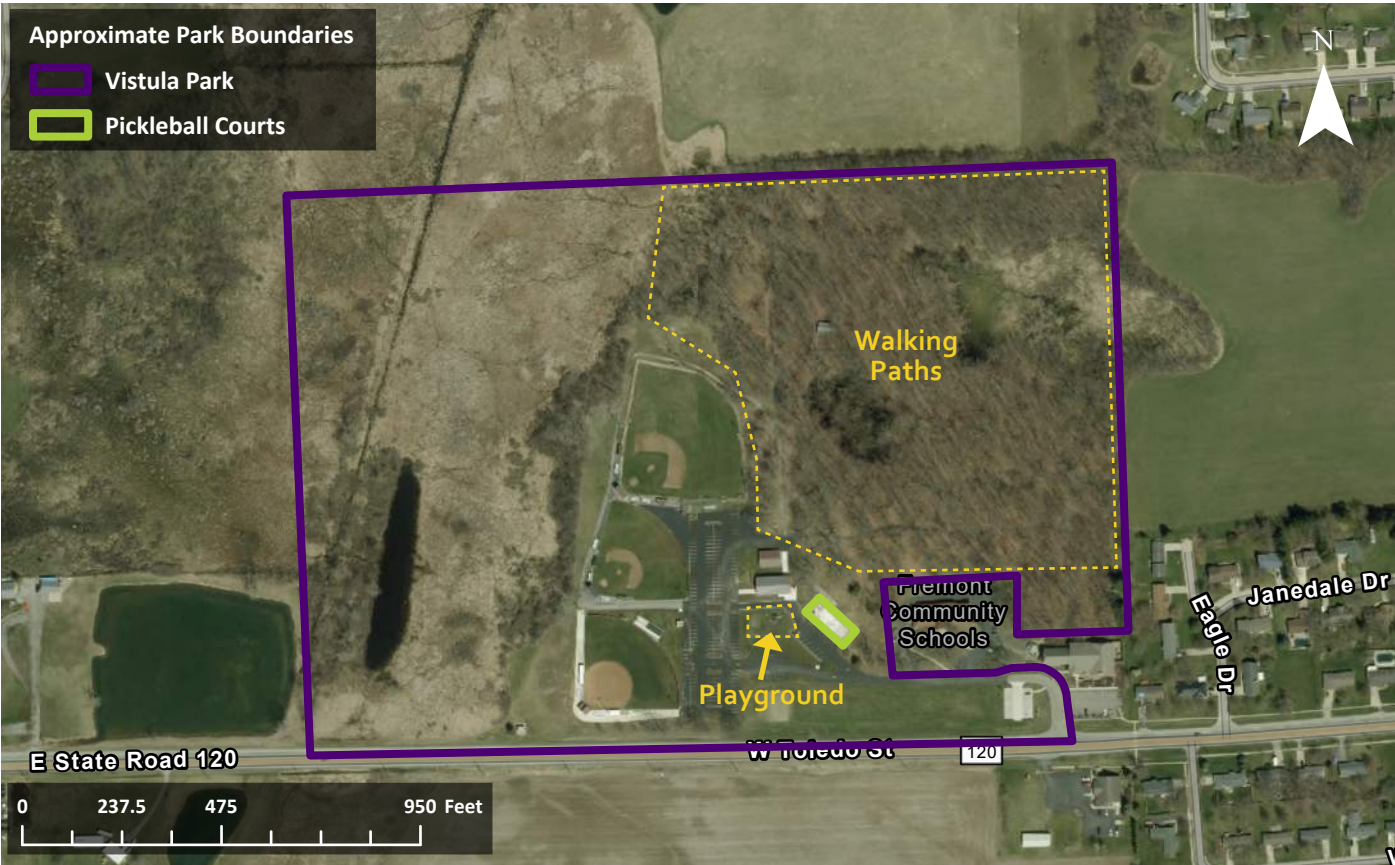 Approximate Park Boundaries
Vistula Park
Pickleball Courts
N
Walking
Paths
Fremont
Community
Schools
Janedale Dr
Eagle Dr
Playground
W Toledo St
120
E State Road 120
0 237.5 475 950 Feet